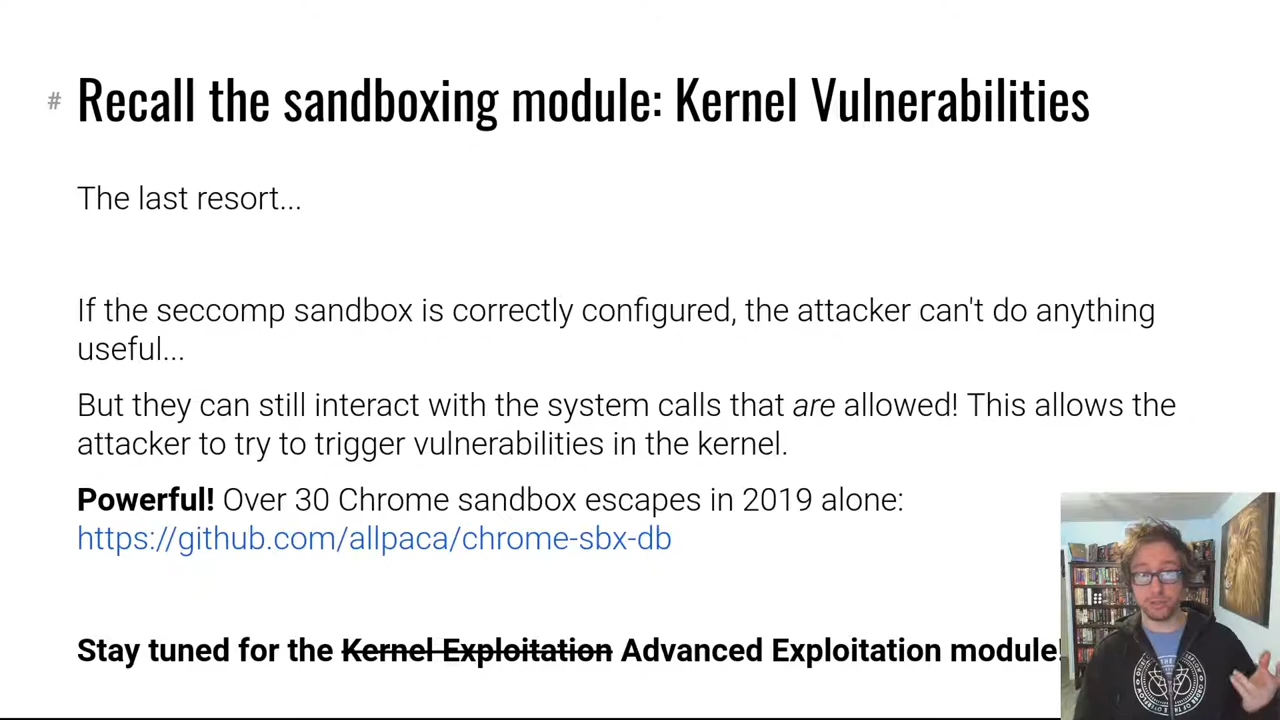 # Recall the sandboxing module: Kernel Vulnerabilities
The last resort...
If the seccomp sandbox is correctly configured, the attacker can't do anything
useful...
But they can still interact with the system calls that are allowed! This allows the
attacker to try to trigger vulnerabilities in the kernel.
Powerful! Over 30 Chrome sandbox escapes in 2019 alone:
https://github.com/allpaca/chrome-sbx-db
Stay tuned for the Kernel Exploitation Advanced Exploitation module!